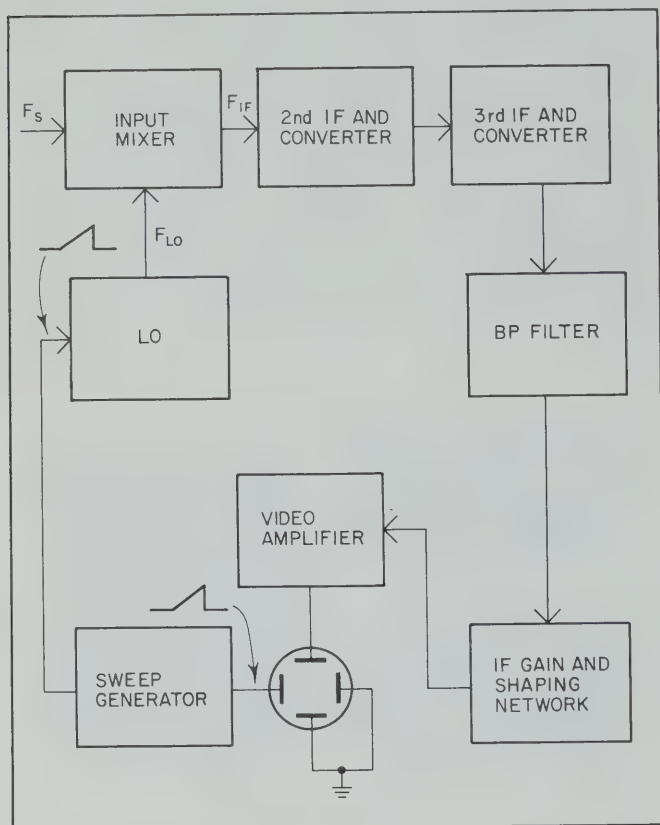 F_S
INPUT
MIXER
F_IF
2nd IF AND
CONVERTER
3rd IF AND
CONVERTER
F_LO
LO
BP FILTER
VIDEO
AMPLIFIER
SWEEP
GENERATOR
IF GAIN AND
SHAPING
NETWORK